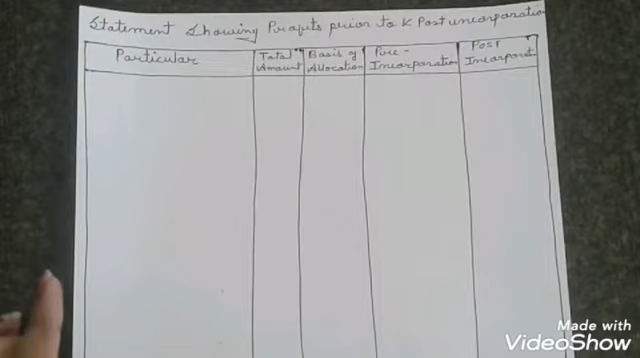 Statement Showing Profits prior to & Post incorporation
Particular
Total Amount
Basis of Allocation
Pre-Incorporation
Post Incorporat
Made with
VideoShow